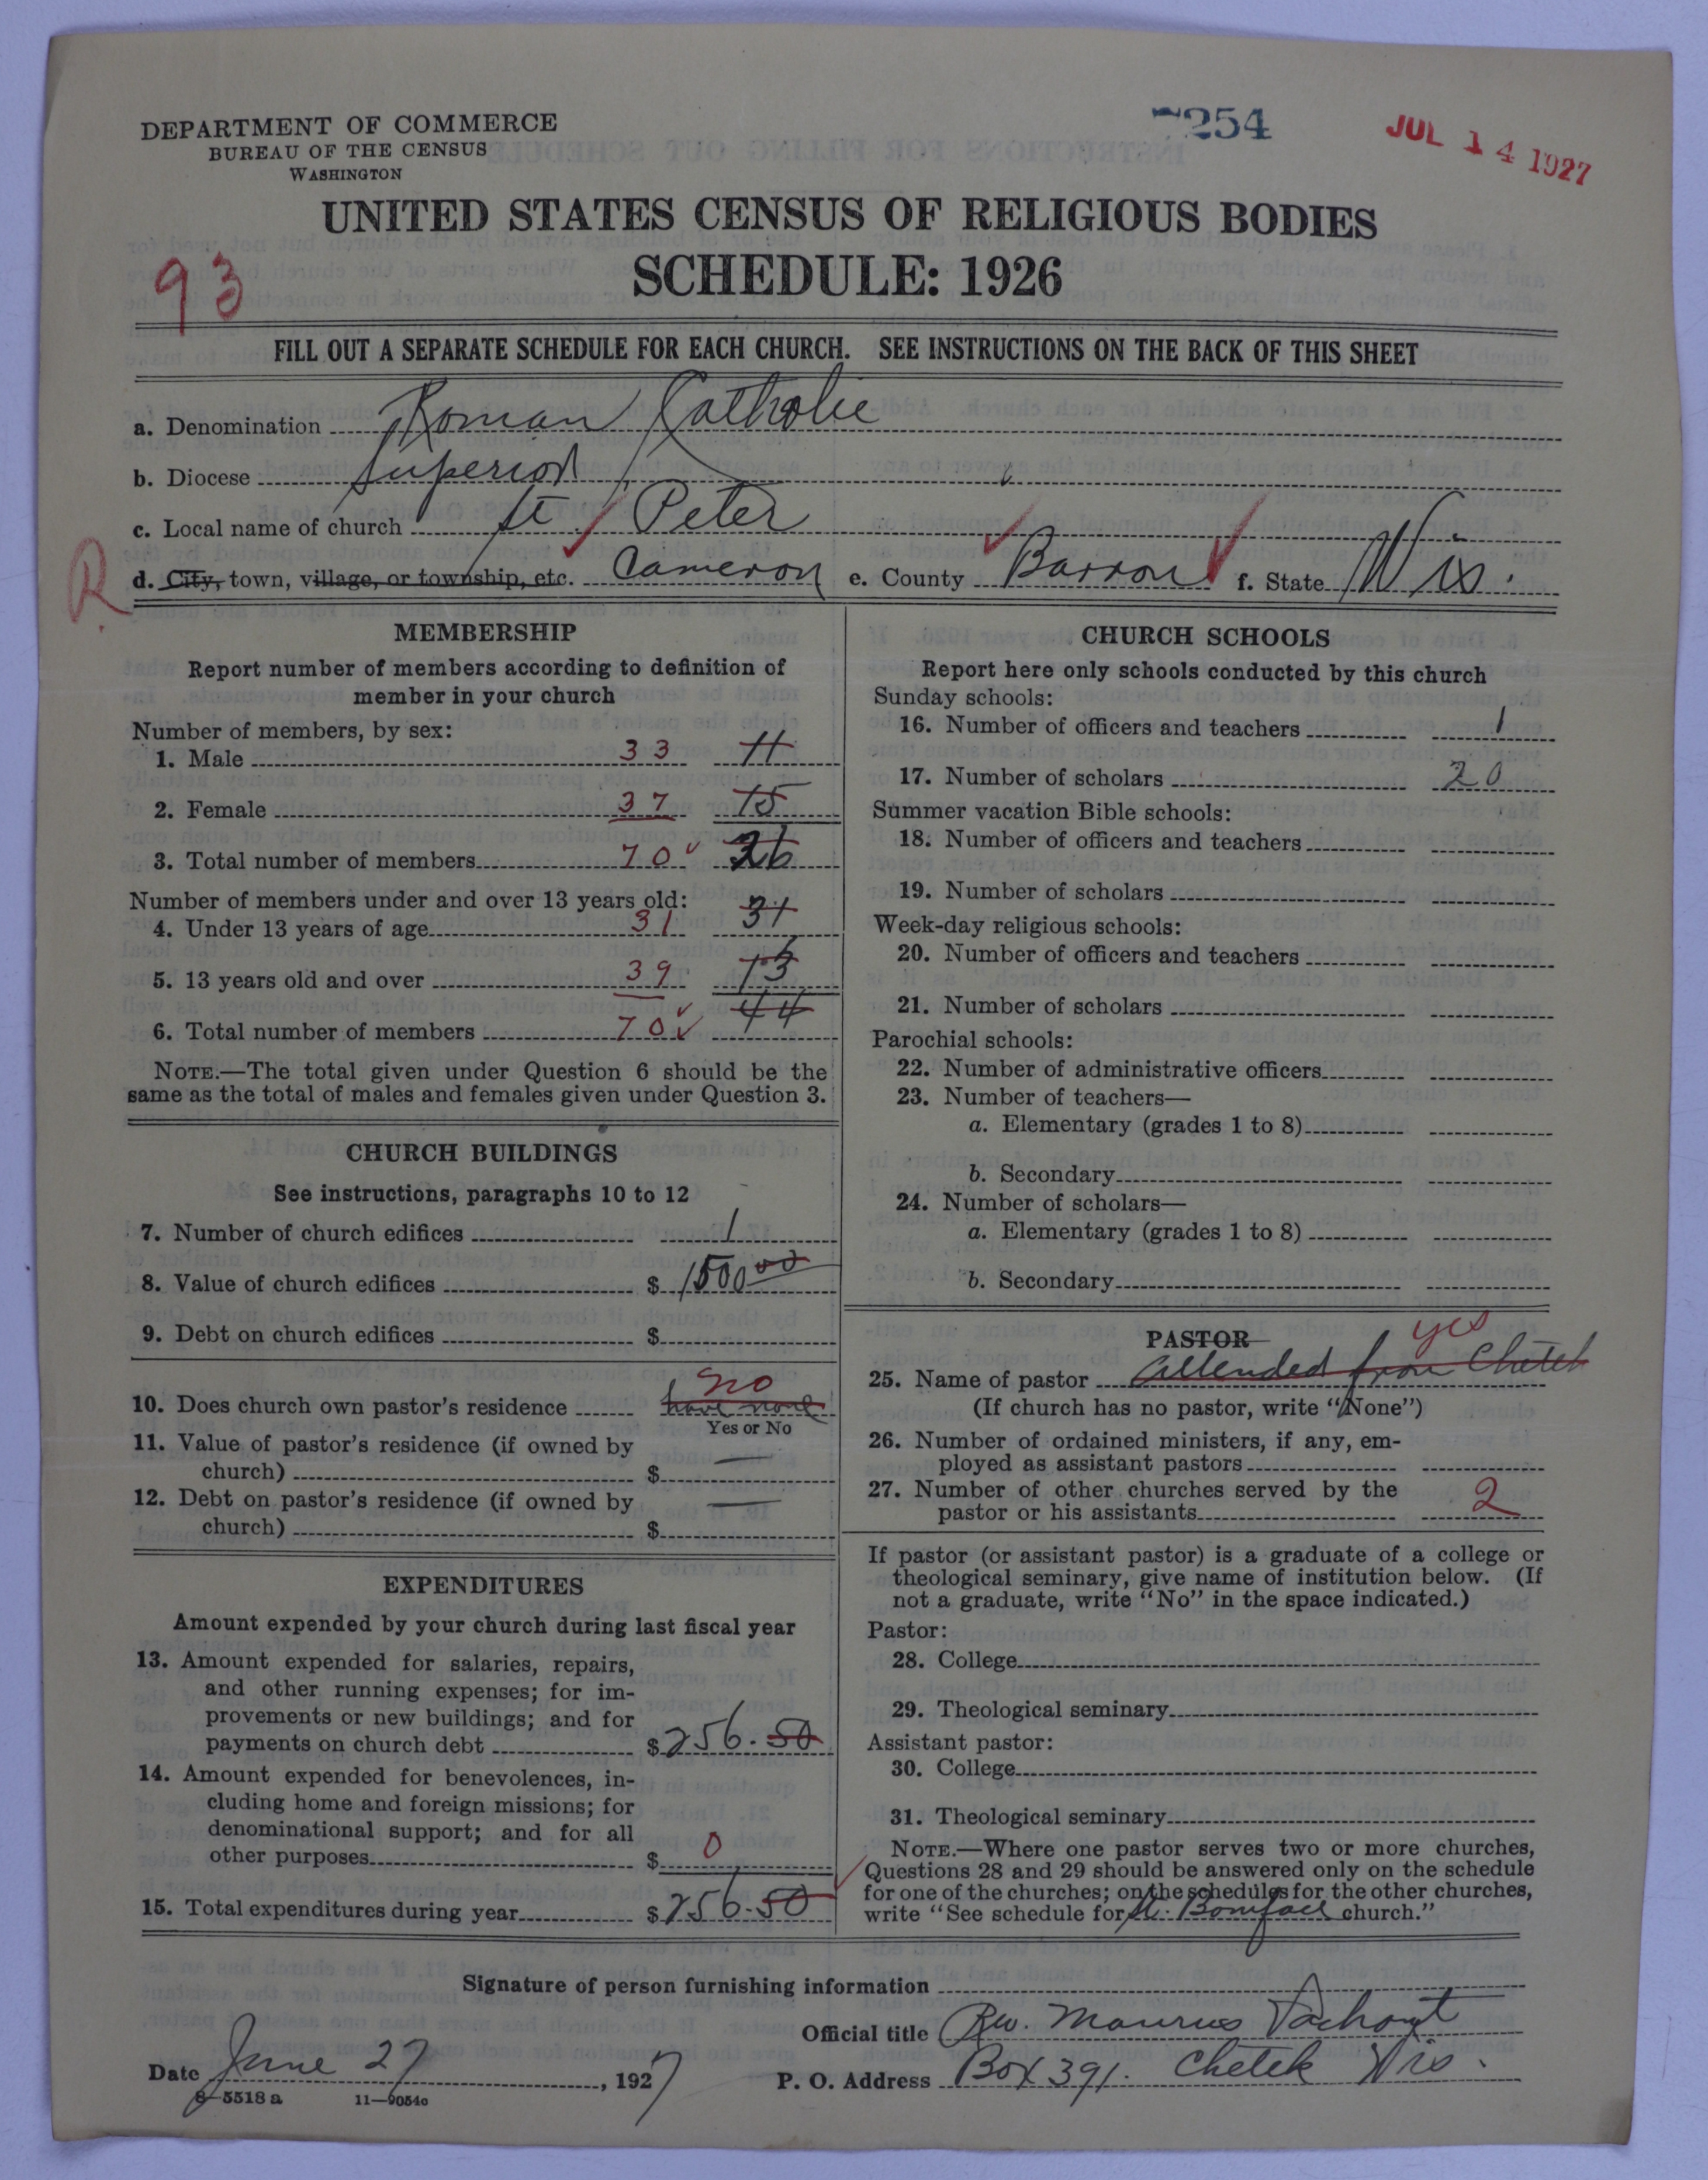 DEPARTMENT OF COMMERCE
BUREAU OF THE CENSUS
WASHINGTON
254
JUL 14 1927
UNITED STATES CENSUS OF RELIGIOUS BODIES
SCHEDULE: 1926
93
FILL OUT A SEPARATE SCHEDULE FOR EACH CHURCH. SEE INSTRUCTIONS ON THE BACK OF THIS SHEET
a. Denomination Roman Catholic
b. Diocese Superior
c. Local name of church St. Peter
R
d. City, town, village, or township, etc. Cameron e. County Barron f. State Wis.
MEMBERSHIP
Report number of members according to definition of
member in your church
Number of members, by sex:
1. Male 33 11
2. Female 37 15
3. Total number of members 70 26
Number of members under and over 13 years old:
4. Under 13 years of age 31 31
5. 13 years old and over 39 13
6. Total number of members 70 44
NOTE.—The total given under Question 6 should be the
same as the total of males and females given under Question 3.
CHURCH BUILDINGS
See instructions, paragraphs 10 to 12
7. Number of church edifices 1
8. Value of church edifices $ 1500 00
9. Debt on church edifices $
10. Does church own pastor's residence have none no
Yes or No
11. Value of pastor's residence (if owned by
church) $ —
12. Debt on pastor's residence (if owned by
church) $ —
EXPENDITURES
Amount expended by your church during last fiscal year
13. Amount expended for salaries, repairs,
and other running expenses; for im-
provements or new buildings; and for
payments on church debt $ 256.50
14. Amount expended for benevolences, in-
cluding home and foreign missions; for
denominational support; and for all
other purposes $ 0
15. Total expenditures during year $ 256.50
CHURCH SCHOOLS
Report here only schools conducted by this church
Sunday schools:
16. Number of officers and teachers 1
17. Number of scholars 20
Summer vacation Bible schools:
18. Number of officers and teachers
19. Number of scholars
Week-day religious schools:
20. Number of officers and teachers
21. Number of scholars
Parochial schools:
22. Number of administrative officers
23. Number of teachers—
a. Elementary (grades 1 to 8)
b. Secondary
24. Number of scholars—
a. Elementary (grades 1 to 8)
b. Secondary
PASTOR
yes
25. Name of pastor attended from Chetek
(If church has no pastor, write "None")
26. Number of ordained ministers, if any, em-
ployed as assistant pastors
27. Number of other churches served by the
pastor or his assistants 2
If pastor (or assistant pastor) is a graduate of a college or
theological seminary, give name of institution below. (If
not a graduate, write "No" in the space indicated.)
Pastor:
28. College
29. Theological seminary
Assistant pastor:
30. College
31. Theological seminary
NOTE.—Where one pastor serves two or more churches,
Questions 28 and 29 should be answered only on the schedule
for one of the churches; on the schedules for the other churches,
write "See schedule for St. Boniface church."
Signature of person furnishing information
Official title Rev. Maurus
Date June 27, 1927
P. O. Address Box 391. Chetek Wis.
8—5518 a 11—9054c